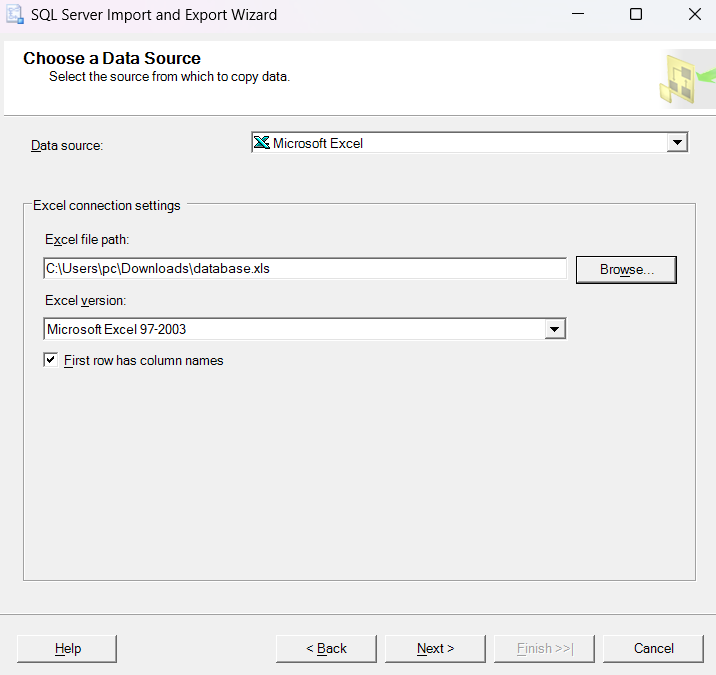 SQL Server Import and Export Wizard
Choose a Data Source
Select the source from which to copy data.
Data source:
Microsoft Excel
Excel connection settings
Excel file path:
C:\Users\pc\Downloads\database.xls
Browse...
Excel version:
Microsoft Excel 97-2003
First row has column names
Help
< Back
Next >
Finish >>|
Cancel